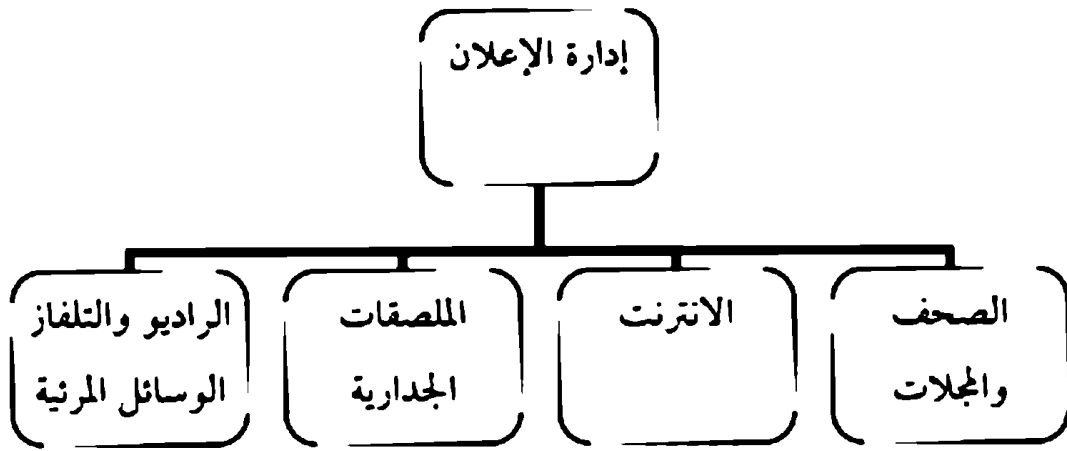 إدارة الإعلان
الصحف
والمجلات
الانترنت
الملصقات
الجدارية
الراديو والتلفاز
الوسائل المرئية